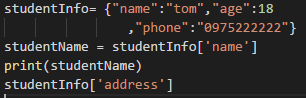 studentInfo= {"name":"tom","age":18
,"phone":"0975222222"}
studentName = studentInfo['name']
print(studentName)
studentInfo['address']